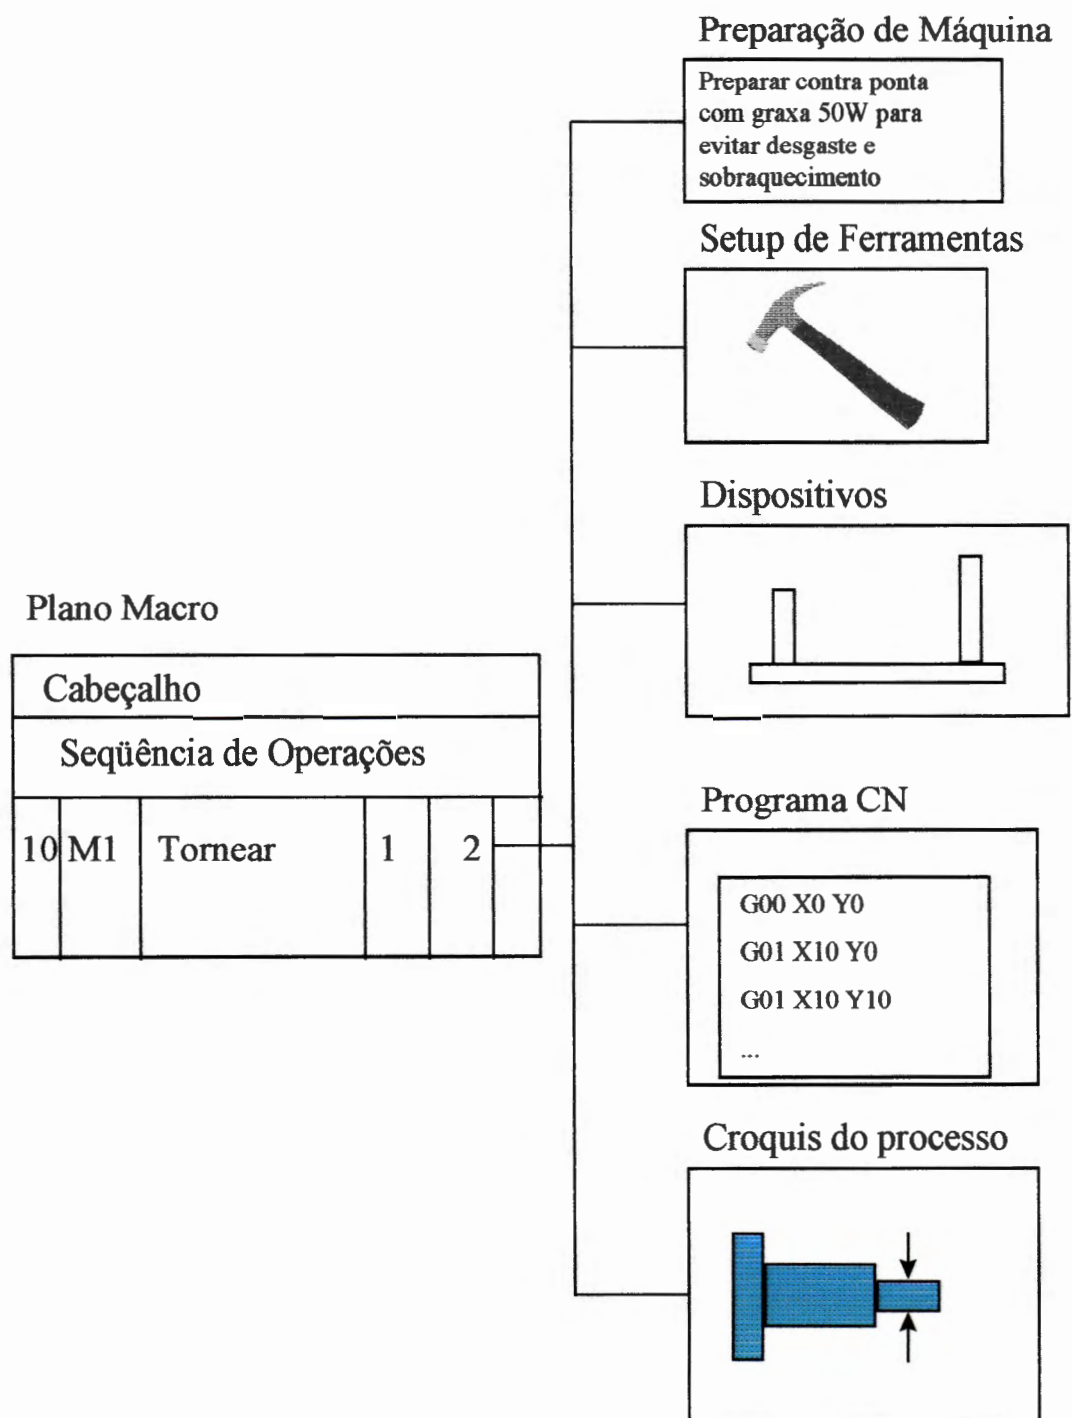 Preparação de Máquina
Preparar contra ponta
com graxa 50W para
evitar desgaste e
sobraquecimento
Setup de Ferramentas
Dispositivos
Plano Macro
Cabeçalho
Seqüência de Operações
10 M1 Tornear 1 2
Programa CN
G00 X0 Y0
G01 X10 Y0
G01 X10 Y10
...
Croquis do processo